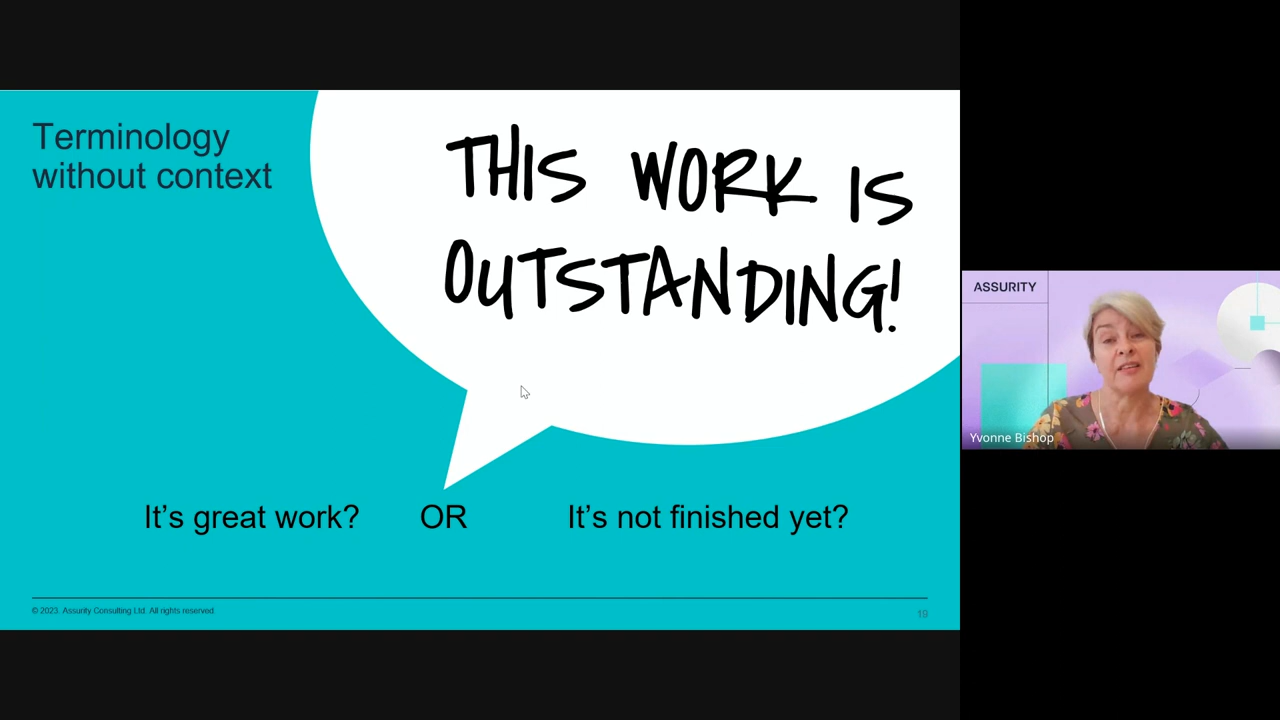 Terminology
without context
THIS WORK IS
OUTSTANDING!
It's great work? OR It's not finished yet?
© 2023. Assurity Consulting Ltd. All rights reserved.
19
ASSURITY
Yvonne Bishop